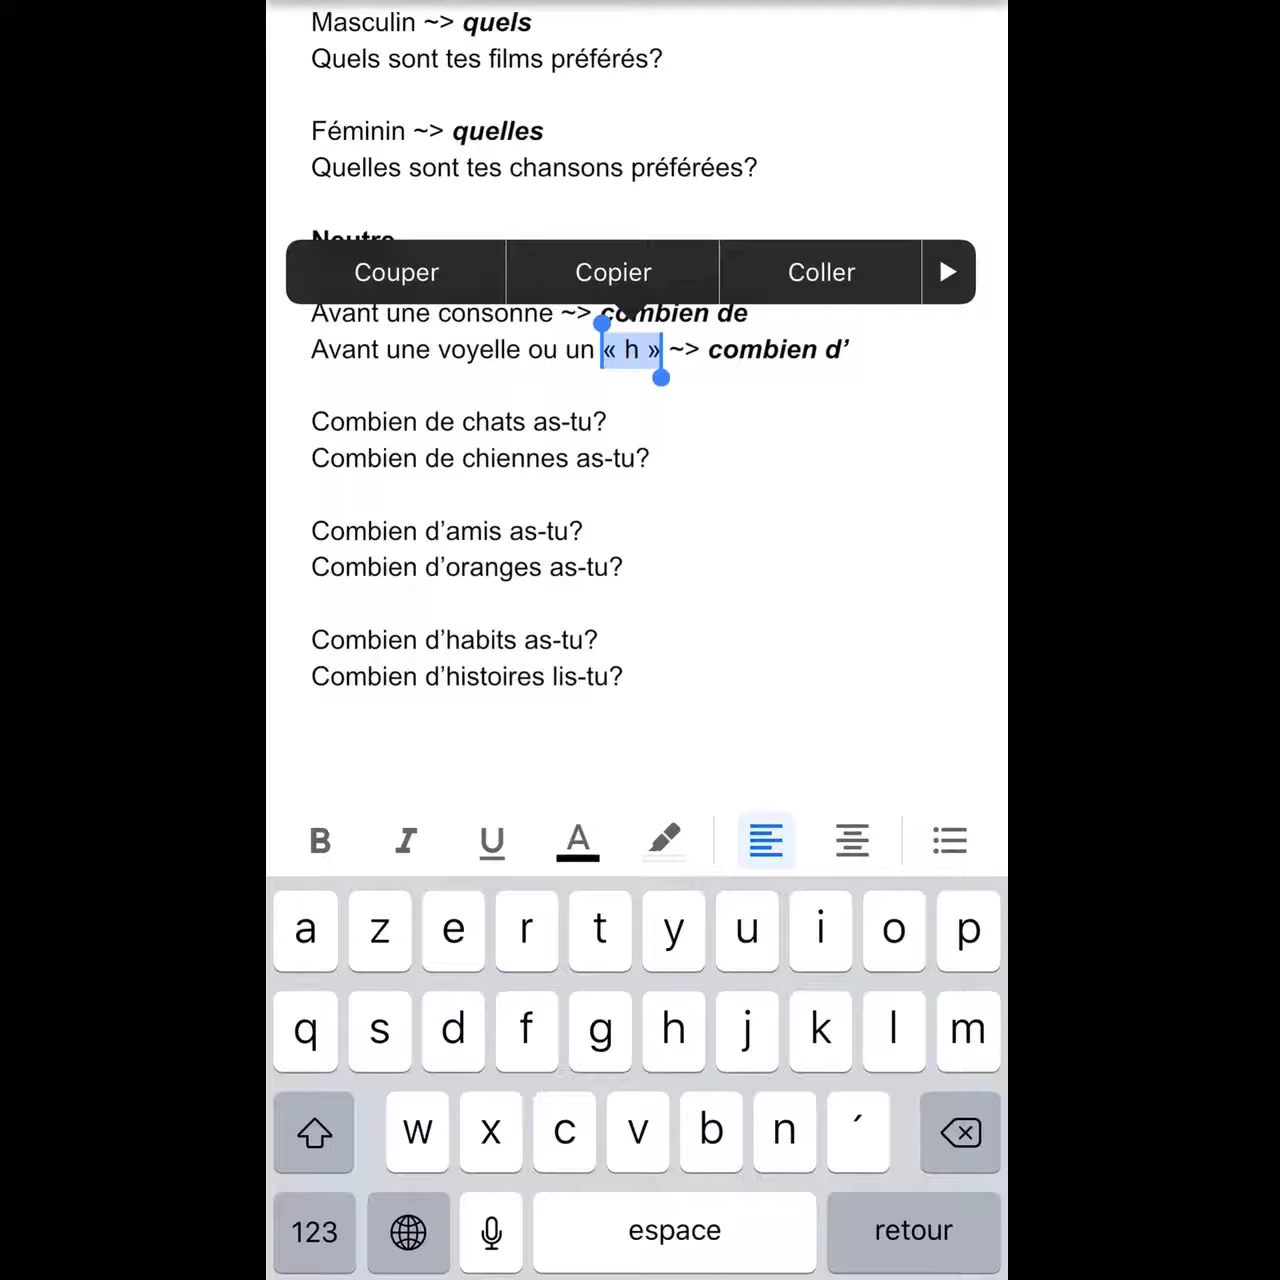 Masculin ~> quels
Quels sont tes films préférés?
Féminin ~> quelles
Quelles sont tes chansons préférées?
Neutre
Couper Copier Coller
Avant une consonne ~> combien de
Avant une voyelle ou un « h » ~> combien d’
Combien de chats as-tu?
Combien de chiennes as-tu?
Combien d’amis as-tu?
Combien d’oranges as-tu?
Combien d’habits as-tu?
Combien d’histoires lis-tu?
B I U A
a z e r t y u i o p
q s d f g h j k l m
w x c v b n ´
123 espace retour